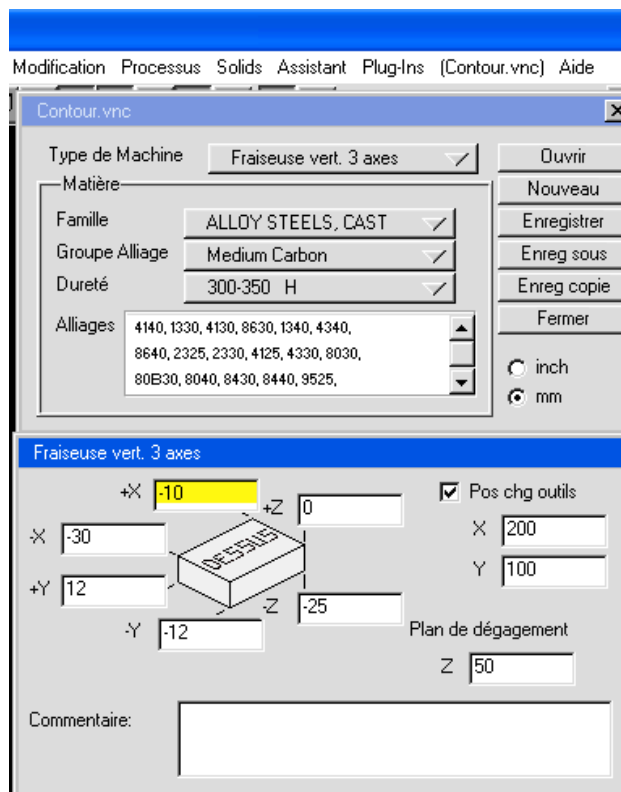 Modification Processus Solids Assistant Plug-Ins (Contour.vnc) Aide
Contour.vnc
Type de Machine Fraiseuse vert. 3 axes Ouvrir
Matière Nouveau
Famille ALLOY STEELS, CAST Enregistrer
Groupe Alliage Medium Carbon Enreg sous
Dureté 300-350 H Enreg copie
Alliages 4140, 1330, 4130, 8630, 1340, 4340, Fermer
8640, 2325, 2330, 4125, 4330, 8030,
80B30, 8040, 8430, 8440, 9525,
inch
mm
Fraiseuse vert. 3 axes
+X -10 +Z 0 Pos chg outils
-X -30 X 200
DESSUS
+Y 12 Y 100
-Y -12 -Z -25
Plan de dégagement
Z 50
Commentaire: